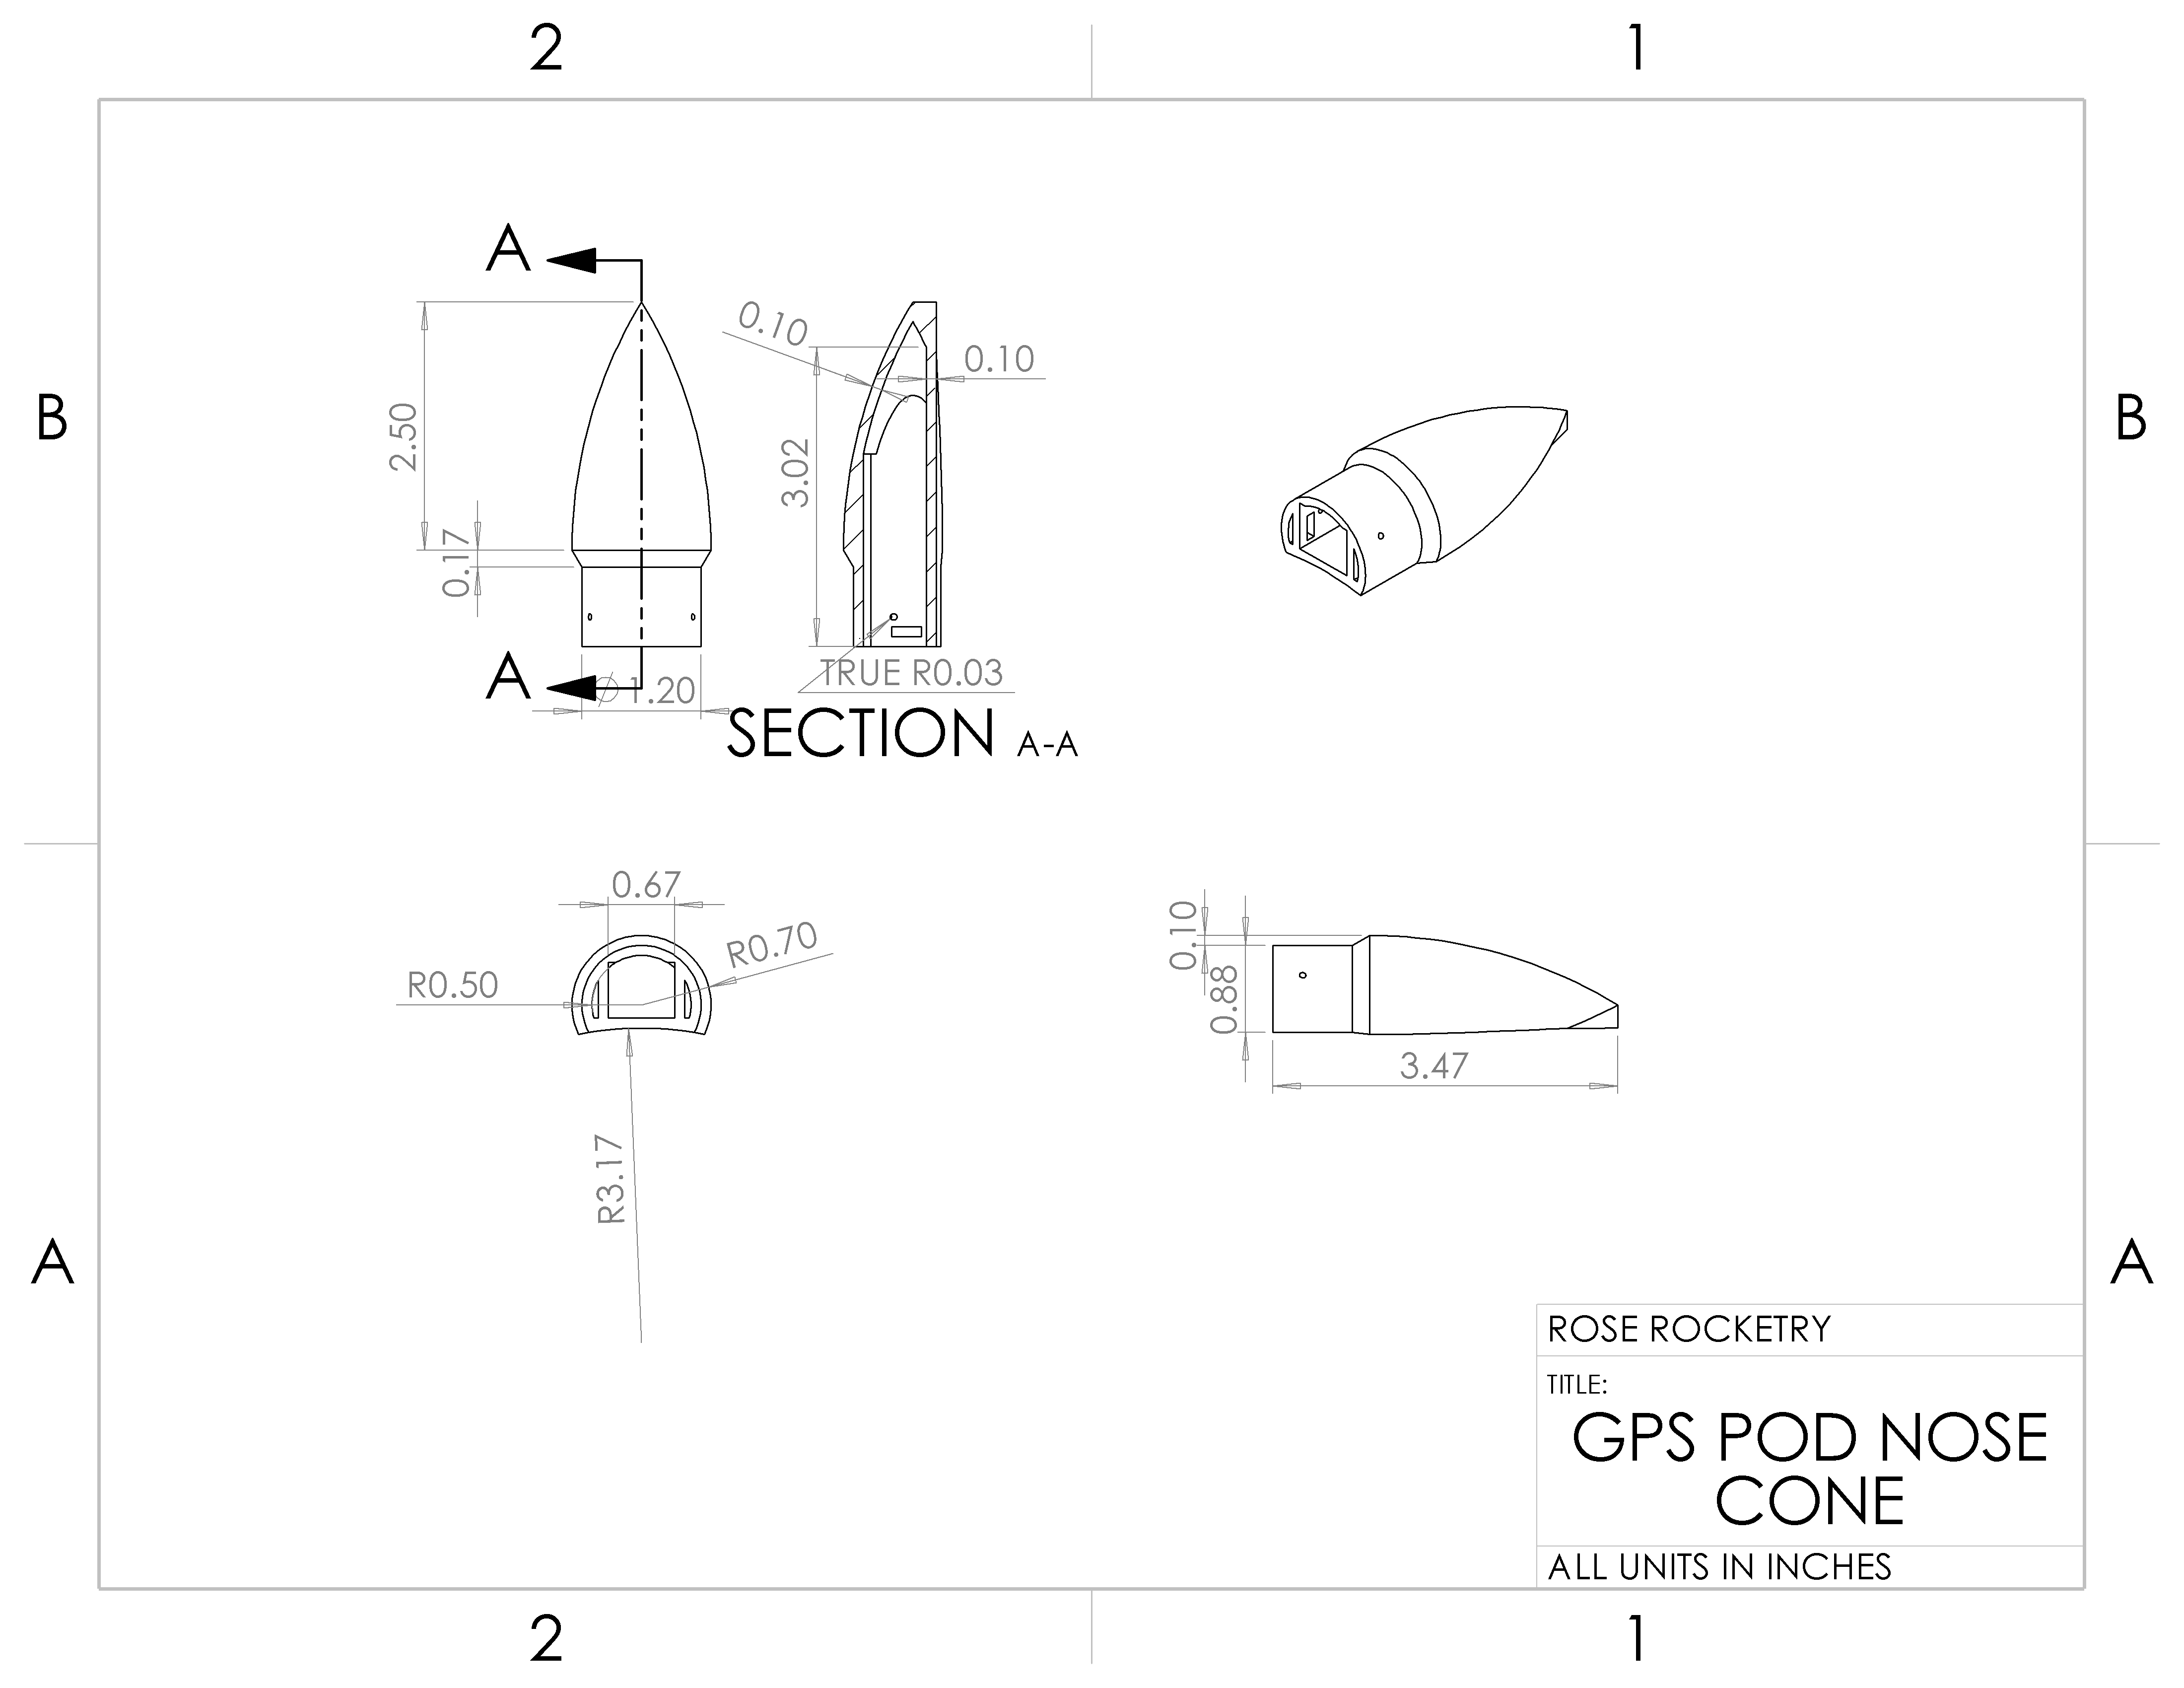 2
1
B
B
A
A
2.50
0.17
⌀1.20
0.10
0.10
3.02
TRUE R0.03
SECTION A-A
0.67
R0.70
R0.50
R3.17
0.10
0.88
3.47
A
A
ROSE ROCKETRY
TITLE:
GPS POD NOSE
CONE
ALL UNITS IN INCHES
2
1